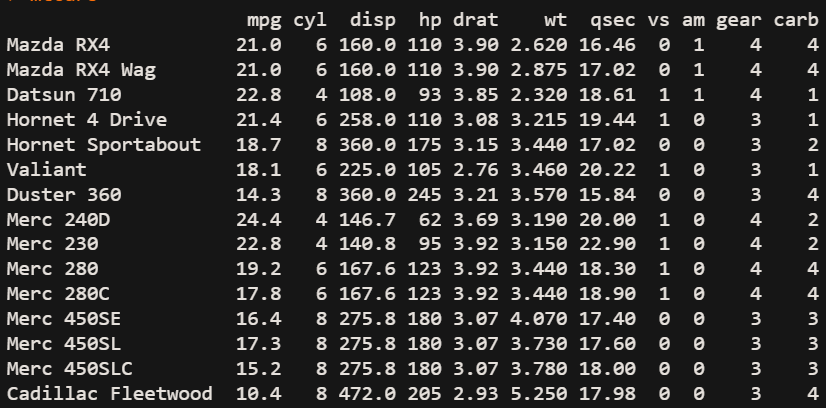 mpg cyl disp hp drat wt qsec vs am gear carb
Mazda RX4 21.0 6 160.0 110 3.90 2.620 16.46 0 1 4 4
Mazda RX4 Wag 21.0 6 160.0 110 3.90 2.875 17.02 0 1 4 4
Datsun 710 22.8 4 108.0 93 3.85 2.320 18.61 1 1 4 1
Hornet 4 Drive 21.4 6 258.0 110 3.08 3.215 19.44 1 0 3 1
Hornet Sportabout 18.7 8 360.0 175 3.15 3.440 17.02 0 0 3 2
Valiant 18.1 6 225.0 105 2.76 3.460 20.22 1 0 3 1
Duster 360 14.3 8 360.0 245 3.21 3.570 15.84 0 0 3 4
Merc 240D 24.4 4 146.7 62 3.69 3.190 20.00 1 0 4 2
Merc 230 22.8 4 140.8 95 3.92 3.150 22.90 1 0 4 2
Merc 280 19.2 6 167.6 123 3.92 3.440 18.30 1 0 4 4
Merc 280C 17.8 6 167.6 123 3.92 3.440 18.90 1 0 4 4
Merc 450SE 16.4 8 275.8 180 3.07 4.070 17.40 0 0 3 3
Merc 450SL 17.3 8 275.8 180 3.07 3.730 17.60 0 0 3 3
Merc 450SLC 15.2 8 275.8 180 3.07 3.780 18.00 0 0 3 3
Cadillac Fleetwood 10.4 8 472.0 205 2.93 5.250 17.98 0 0 3 4